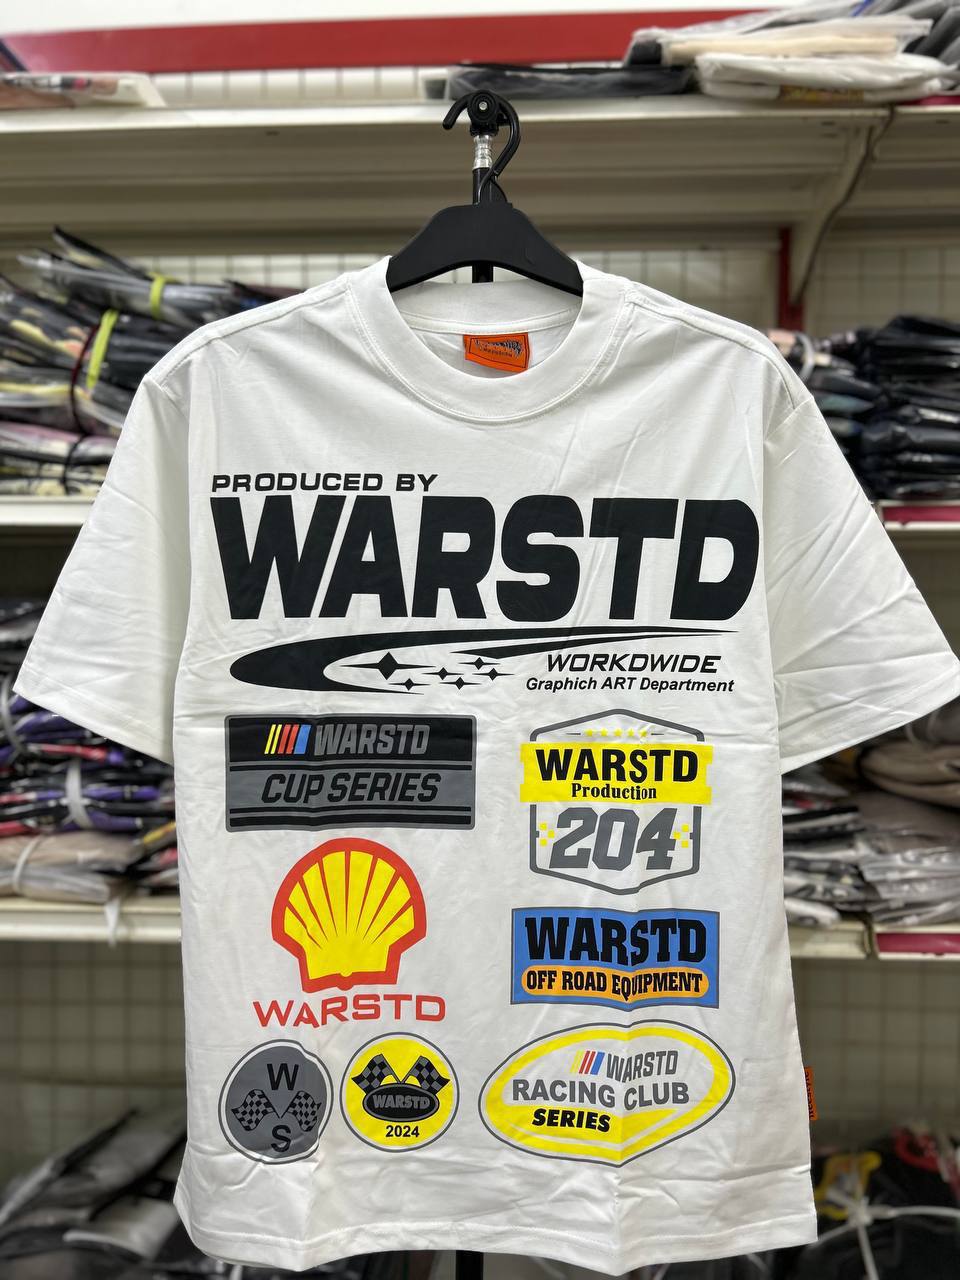 PRODUCED BY
WARSTD
WORKDWIDE
Graphich ART Department
WARSTD
CUP SERIES
WARSTD
Production
204
WARSTD
WARSTD
OFF ROAD EQUIPMENT
W
S
WARSTD
2024
WARSTD
RACING CLUB
SERIES